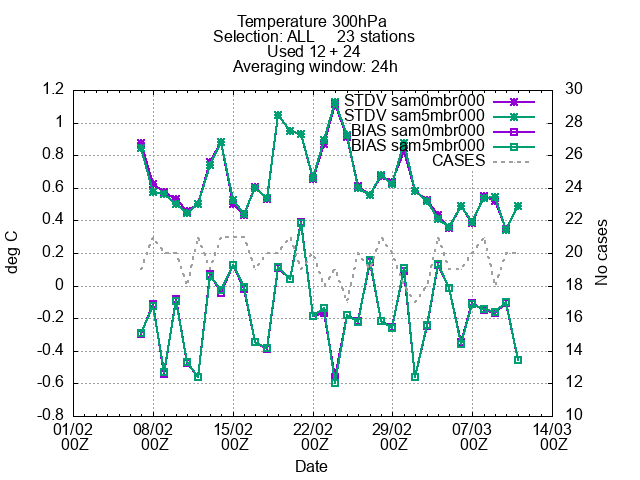 Temperature 300hPa
Selection: ALL 23 stations
Used 12 + 24
Averaging window: 24h
STDV sam0mbr000
STDV sam5mbr000
BIAS sam0mbr000
BIAS sam5mbr000
CASES
deg C
1.2
1
0.8
0.6
0.4
0.2
0
-0.2
-0.4
-0.6
-0.8
No cases
30
28
26
24
22
20
18
16
14
12
10
01/02 08/02 15/02 22/02 29/02 07/03 14/03
00Z 00Z 00Z 00Z 00Z 00Z 00Z
Date